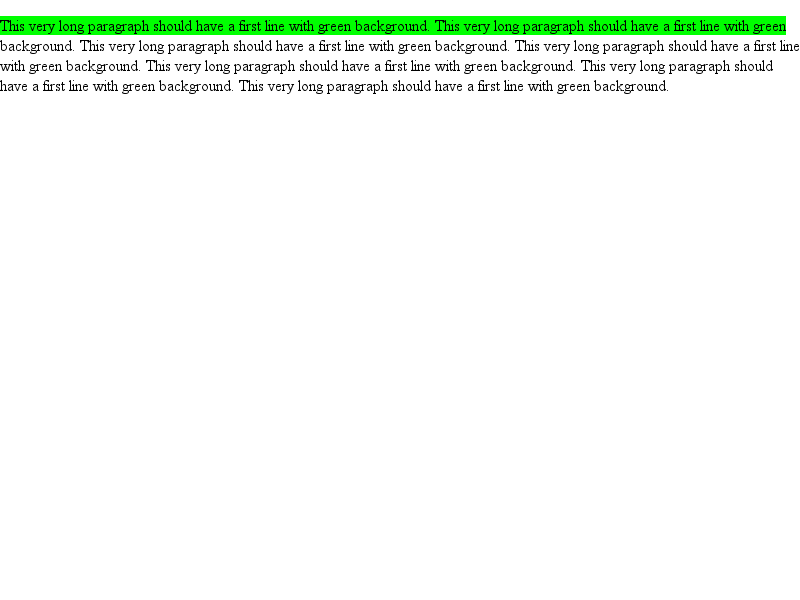 This very long paragraph should have a first line with green background. This very long paragraph should have a first line with green
background. This very long paragraph should have a first line with green background. This very long paragraph should have a first line
with green background. This very long paragraph should have a first line with green background. This very long paragraph should
have a first line with green background. This very long paragraph should have a first line with green background.